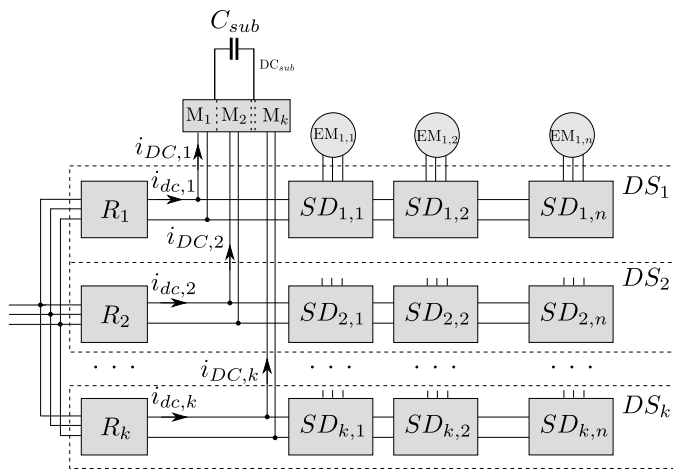 C_sub
DC_sub
M_1 M_2 M_k
EM_1,1 EM_1,2 EM_1,n
i_DC,1
i_dc,1 DS_1
R_1 SD_1,1 SD_1,2 SD_1,n
i_DC,2
i_dc,2 DS_2
R_2 SD_2,1 SD_2,2 SD_2,n
. . . . . . . . . . . .
i_DC,k
i_dc,k DS_k
R_k SD_k,1 SD_k,2 SD_k,n